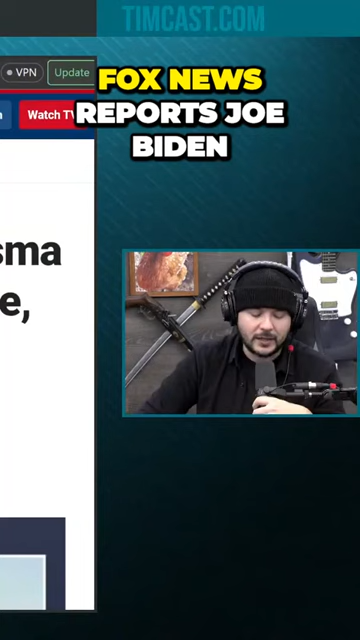 TIMCAST.COM
VPN
Update
FOX NEWS
Watch TV
REPORTS JOE
BIDEN
sma
e,